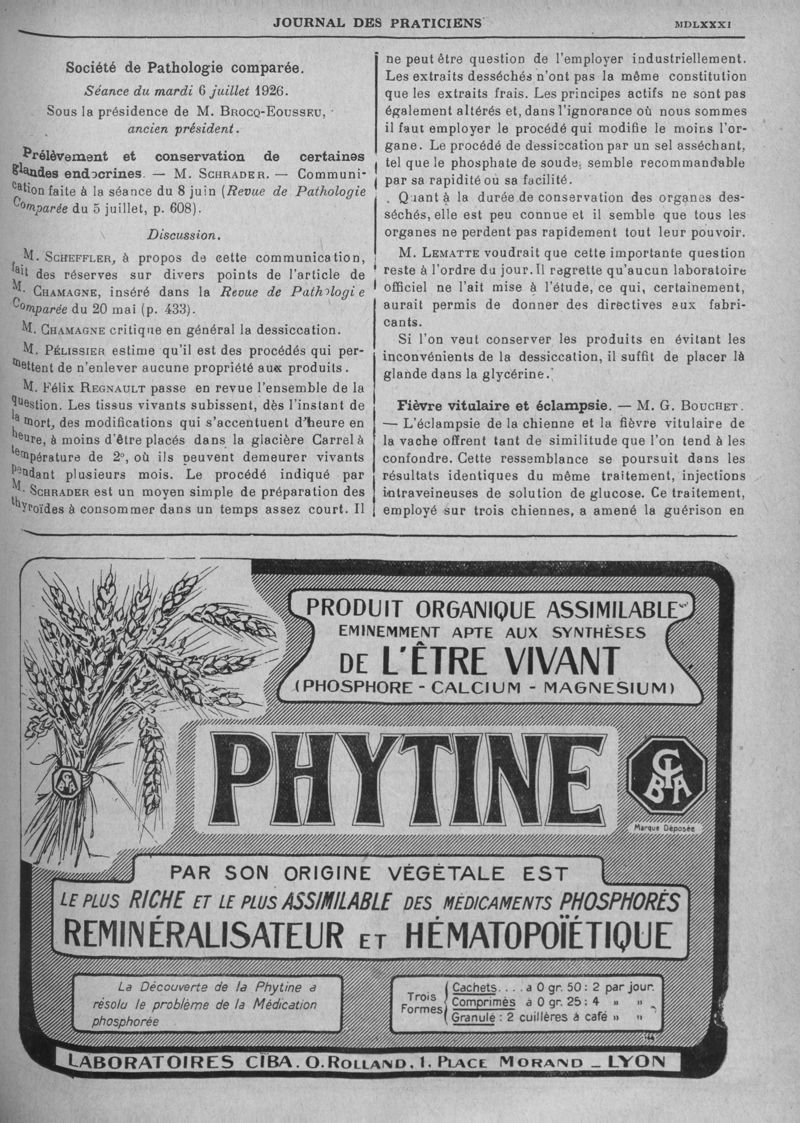 JOURNAL DES PRATICIENS
MDLXXXI
Société de Pathologie comparée.
Séance du mardi 6 juillet 1926.
Sous la présidence de M. BROCQ-ROUSSEU,
ancien président.
Prélèvement et conservation de certaines
glandes endocrines. — M. SCHRADER. — Communi-
cation faite à la séance du 8 juin (Revue de Pathologie
Comparée du 5 juillet, p. 608).
Discussion.
M. SCHEFFLER, à propos de cette communication,
fait des réserves sur divers points de l'article de
M. CHAMAGNE, inséré dans la Revue de Pathologie
Comparée du 20 mai (p. 433).
M. CHAMAGNE critique en général la dessiccation.
M. PÉLISSIER estime qu'il est des procédés qui per-
mettent de n'enlever aucune propriété aux produits.
M. Félix REGNAULT passe en revue l'ensemble de la
question. Les tissus vivants subissent, dès l'instant de
la mort, des modifications qui s'accentuent d'heure en
heure, à moins d'être placés dans la glacière Carrel à
température de 2°, où ils peuvent demeurer vivants
pendant plusieurs mois. Le procédé indiqué par
M. SCHRADER est un moyen simple de préparation des
thyroïdes à consommer dans un temps assez court. Il
ne peut être question de l'employer industriellement.
Les extraits desséchés n'ont pas la même constitution
que les extraits frais. Les principes actifs ne sont pas
également altérés et, dans l'ignorance où nous sommes
il faut employer le procédé qui modifie le moins l'or-
gane. Le procédé de dessiccation par un sel asséchant,
tel que le phosphate de soude, semble recommandable
par sa rapidité ou sa facilité.
Quant à la durée de conservation des organes des-
séchés, elle est peu connue et il semble que tous les
organes ne perdent pas rapidement tout leur pouvoir.
M. LEMATTE voudrait que cette importante question
reste à l'ordre du jour. Il regrette qu'aucun laboratoire
officiel ne l'ait mise à l'étude, ce qui, certainement,
aurait permis de donner des directives aux fabri-
cants.
Si l'on veut conserver les produits en évitant les
inconvénients de la dessiccation, il suffit de placer la
glande dans la glycérine.
Fièvre vitulaire et éclampsie. — M. G. BOUCHET.
— L'éclampsie de la chienne et la fièvre vitulaire de
la vache offrent tant de similitude que l'on tend à les
confondre. Cette ressemblance se poursuit dans les
résultats identiques du même traitement, injections
intraveineuses de solution de glucose. Ce traitement,
employé sur trois chiennes, a amené la guérison en
PRODUIT ORGANIQUE ASSIMILABLE
EMINEMMENT APTE AUX SYNTHÈSES
DE L'ÊTRE VIVANT
(PHOSPHORE - CALCIUM - MAGNESIUM)
PHYTINE
CIBA
Marque Déposée
CIBA
PAR SON ORIGINE VÉGÉTALE EST
LE PLUS RICHE ET LE PLUS ASSIMILABLE DES MÉDICAMENTS PHOSPHORÉS
REMINÉRALISATEUR ET HÉMATOPOÏÉTIQUE
La Découverte de la Phytine a
résolu le problème de la Médication
phosphorée
Trois Formes
Cachets.... a 0 gr. 50 : 2 par jour.
Comprimès à 0 gr. 25 : 4 " "
Granulé : 2 cuillères à café " "
LABORATOIRES CIBA. O. ROLLAND, 1. PLACE MORAND _ LYON